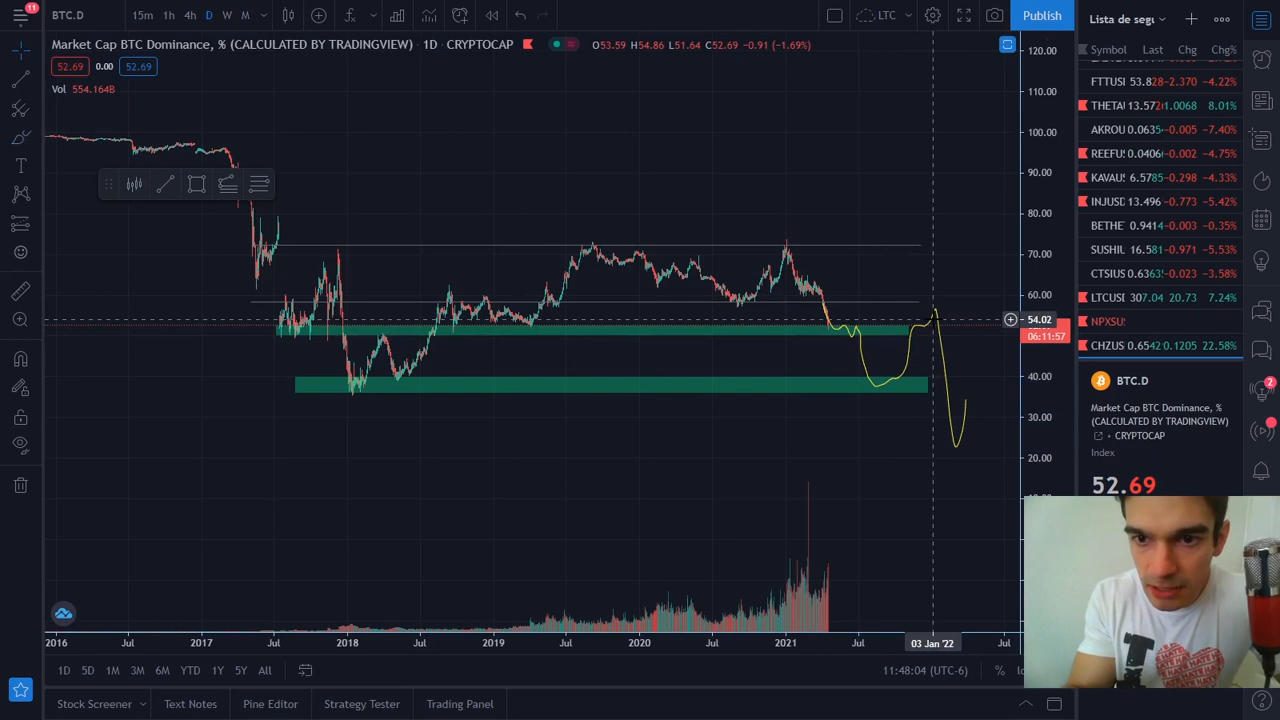 11
BTC.D
15m 1h 4h D W M
LTC
Publish
Lista de segu
Market Cap BTC Dominance, % (CALCULATED BY TRADINGVIEW) · 1D · CRYPTOCAP
O53.59 H54.86 L51.64 C52.69 −0.91 (−1.69%)
52.69 0.00 52.69
Vol 554.164B
Symbol Last Chg Chg%
FTTUSI 53.828 -2.370 −4.22%
THETAI 13.572 1.0068 8.01%
AKROU 0.0635 -0.005 −7.40%
REEFU 0.0406 -0.002 −4.75%
KAVAU 6.5785 -0.298 −4.33%
INJUSD 13.496 -0.773 −5.42%
BETHE 0.9414 -0.003 −0.35%
SUSHIL 16.581 -0.971 −5.53%
CTSIUS 0.6363 -0.023 −3.58%
LTCUSI 307.04 20.73 7.24%
NPXSU
CHZUS 0.6542 0.1205 22.58%
120.00
110.00
100.00
90.00
80.00
70.00
60.00
54.02
06:11:57
40.00
30.00
20.00
BTC.D
Market Cap BTC Dominance, %
(CALCULATED BY TRADINGVIEW)
CRYPTOCAP
Index
52.69
2
2016 Jul 2017 Jul 2018 Jul 2019 Jul 2020 Jul 2021 Jul 03 Jan '22 Jul
1D 5D 1M 3M 6M YTD 1Y 5Y All
11:48:04 (UTC-6) %
Stock Screener Text Notes Pine Editor Strategy Tester Trading Panel